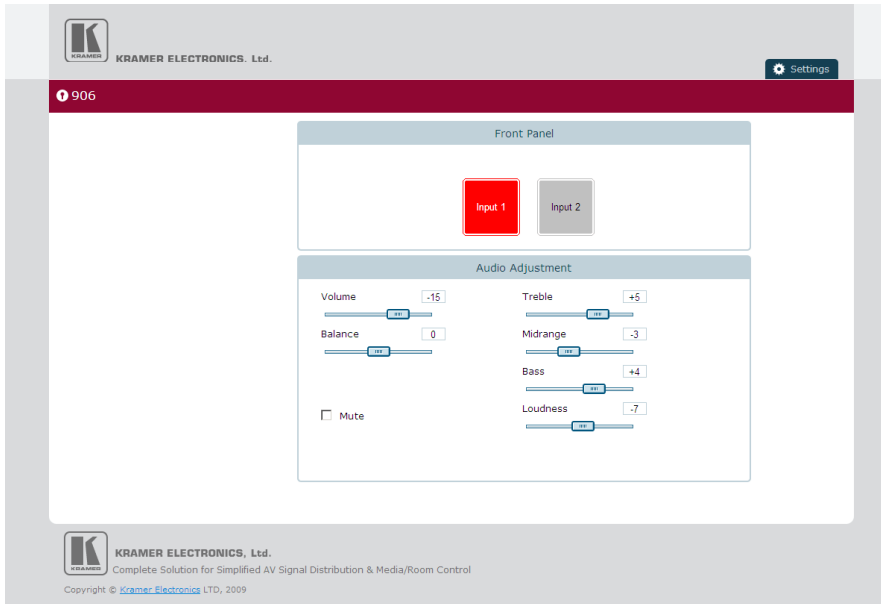 KRAMER
KRAMER ELECTRONICS. Ltd.
Settings
906
Front Panel
Input 1
Input 2
Audio Adjustment
Volume -15
Balance 0
Mute
Treble +5
Midrange -3
Bass +4
Loudness -7
KRAMER
KRAMER ELECTRONICS, Ltd.
Complete Solution for Simplified AV Signal Distribution & Media/Room Control
Copyright © Kramer Electronics LTD, 2009